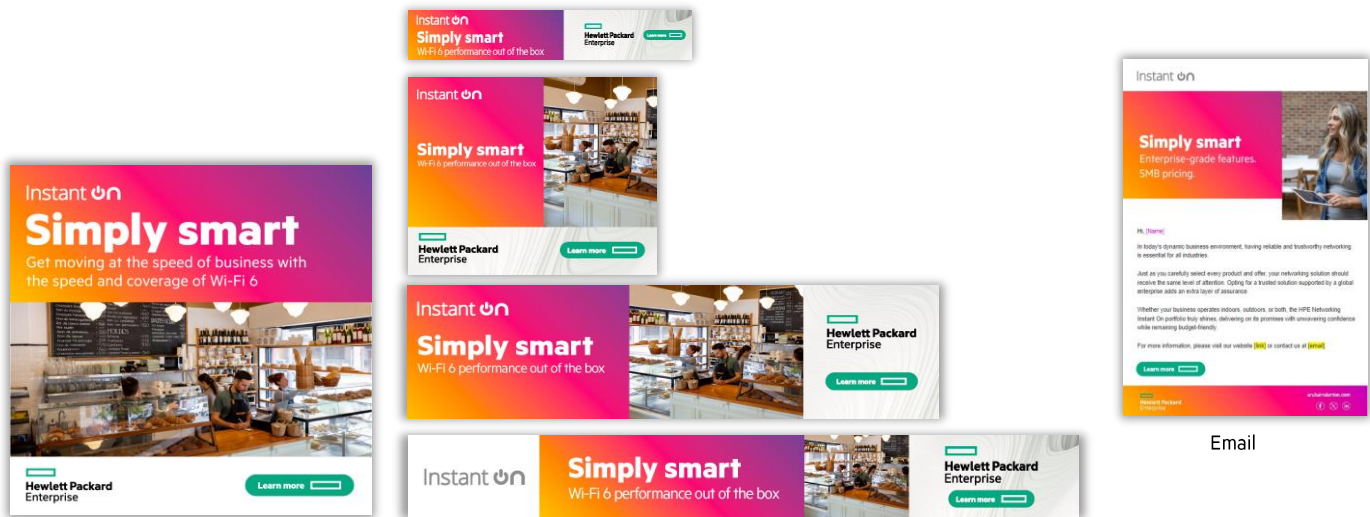 Instant on
Simply smart
Get moving at the speed of business with
the speed and coverage of Wi-Fi 6
Hewlett Packard
Enterprise
Learn more
Instant on
Simply smart
Wi-Fi 6 performance out of the box
Hewlett Packard
Enterprise
Learn more
Instant on
Simply smart
Wi-Fi 6 performance out of the box
Hewlett Packard
Enterprise
Learn more
Instant on
Simply smart
Wi-Fi 6 performance out of the box
Hewlett Packard
Enterprise
Learn more
Instant on
Simply smart
Wi-Fi 6 performance out of the box
Hewlett Packard
Enterprise
Learn more
Instant on
Simply smart
Enterprise-grade features.
SMB pricing.
Hi, [Name]
In today's dynamic business environment, having reliable and trustworthy networking
is essential for all industries.
Just as you carefully select every product and offer, your networking solution should
receive the same level of attention. Opting for a trusted solution supported by a global
enterprise adds an extra layer of assurance.
Whether your business operates indoors, outdoors, or both, the HPE Networking
Instant On portfolio truly shines, delivering on its promises with unwavering confidence
while remaining budget-friendly.
For more information, please visit our website [link] or contact us at [email].
Learn more
Hewlett Packard
Enterprise
Email